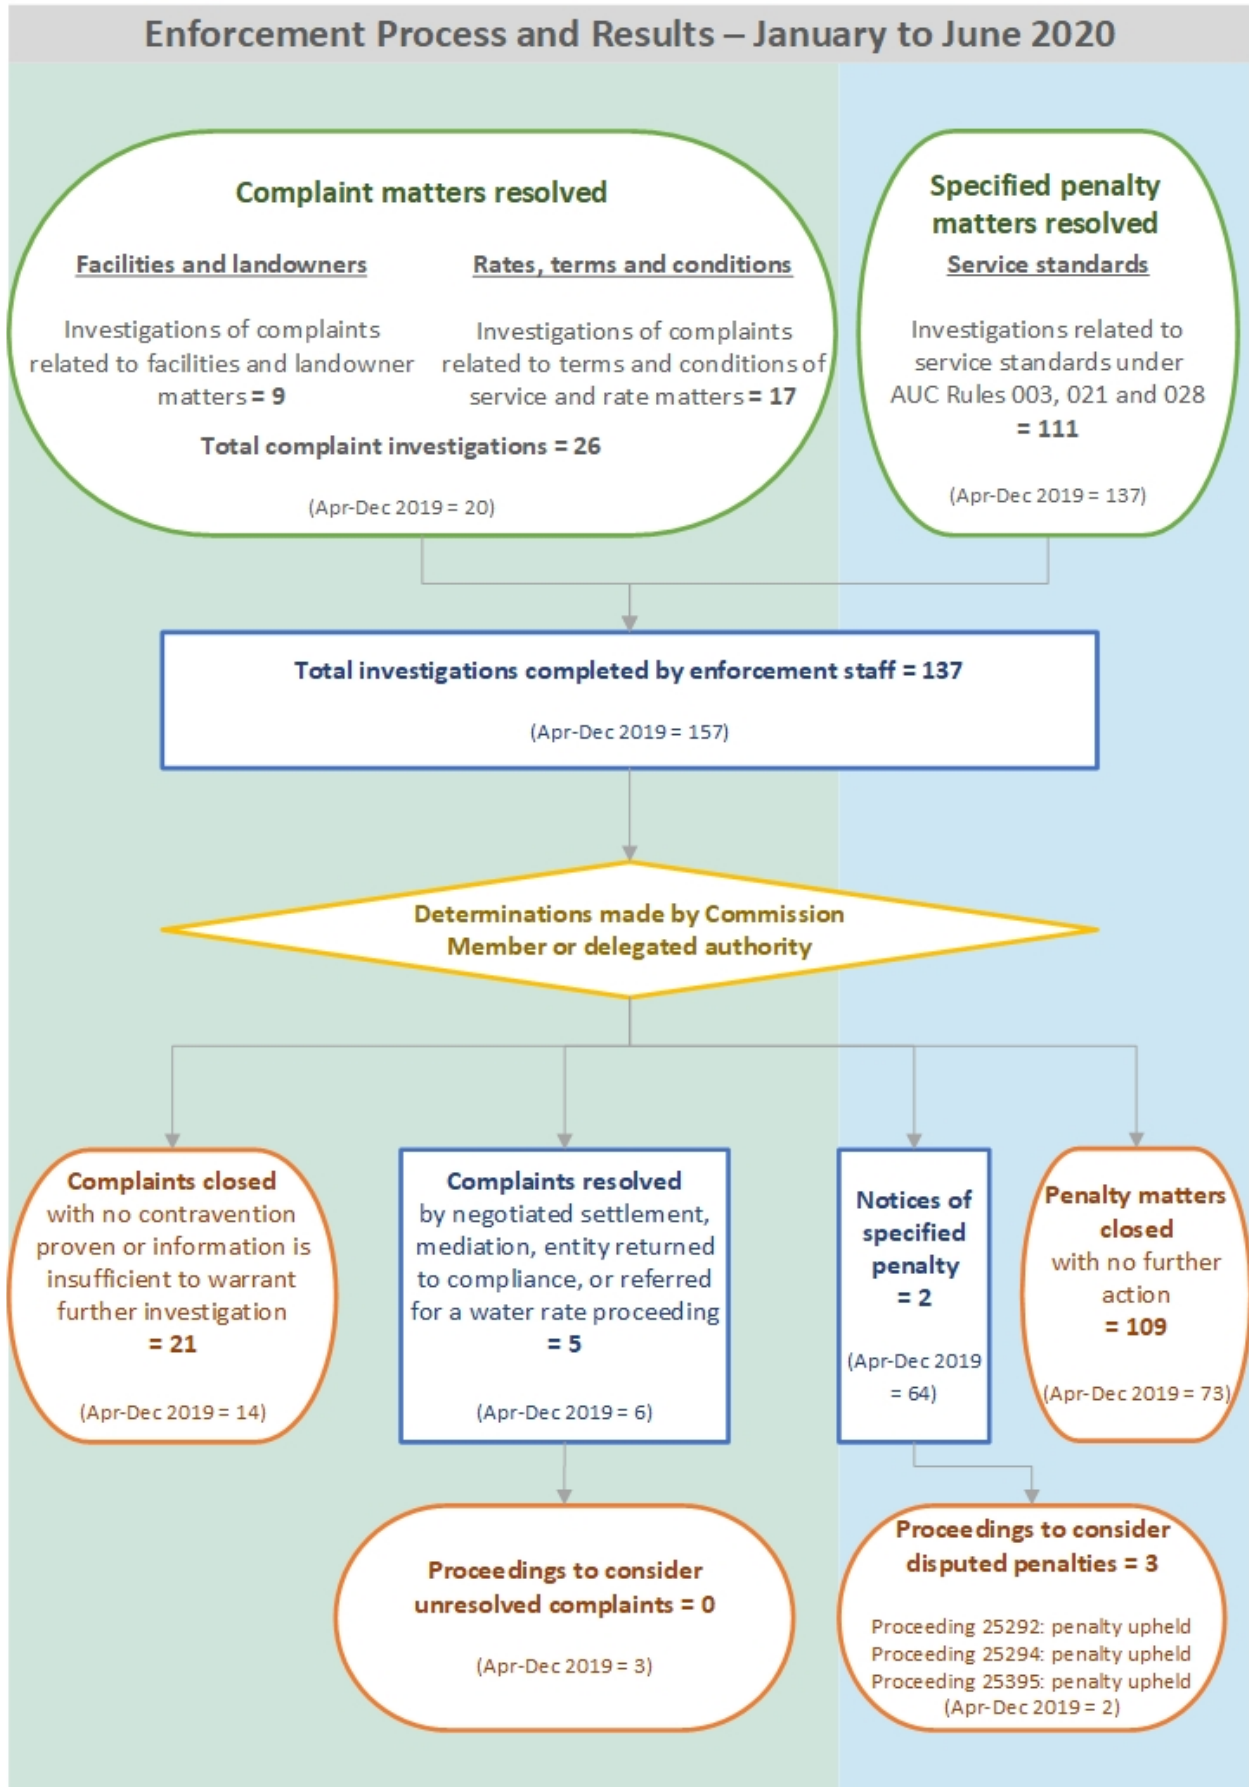 Enforcement Process and Results – January to June 2020
Complaint matters resolved
Facilities and landowners
Investigations of complaints
related to facilities and landowner
matters = 9
Rates, terms and conditions
Investigations of complaints
related to terms and conditions of
service and rate matters = 17
Total complaint investigations = 26
(Apr-Dec 2019 = 20)
Specified penalty
matters resolved
Service standards
Investigations related to
service standards under
AUC Rules 003, 021 and 028
= 111
(Apr-Dec 2019 = 137)
Total investigations completed by enforcement staff = 137
(Apr-Dec 2019 = 157)
Determinations made by Commission
Member or delegated authority
Complaints closed
with no contravention
proven or information is
insufficient to warrant
further investigation
= 21
(Apr-Dec 2019 = 14)
Complaints resolved
by negotiated settlement,
mediation, entity returned
to compliance, or referred
for a water rate proceeding
= 5
(Apr-Dec 2019 = 6)
Notices of
specified
penalty
= 2
(Apr-Dec 2019
= 64)
Penalty matters
closed
with no further
action
= 109
(Apr-Dec 2019 = 73)
Proceedings to consider
unresolved complaints = 0
(Apr-Dec 2019 = 3)
Proceedings to consider
disputed penalties = 3
Proceeding 25292: penalty upheld
Proceeding 25294: penalty upheld
Proceeding 25395: penalty upheld
(Apr-Dec 2019 = 2)